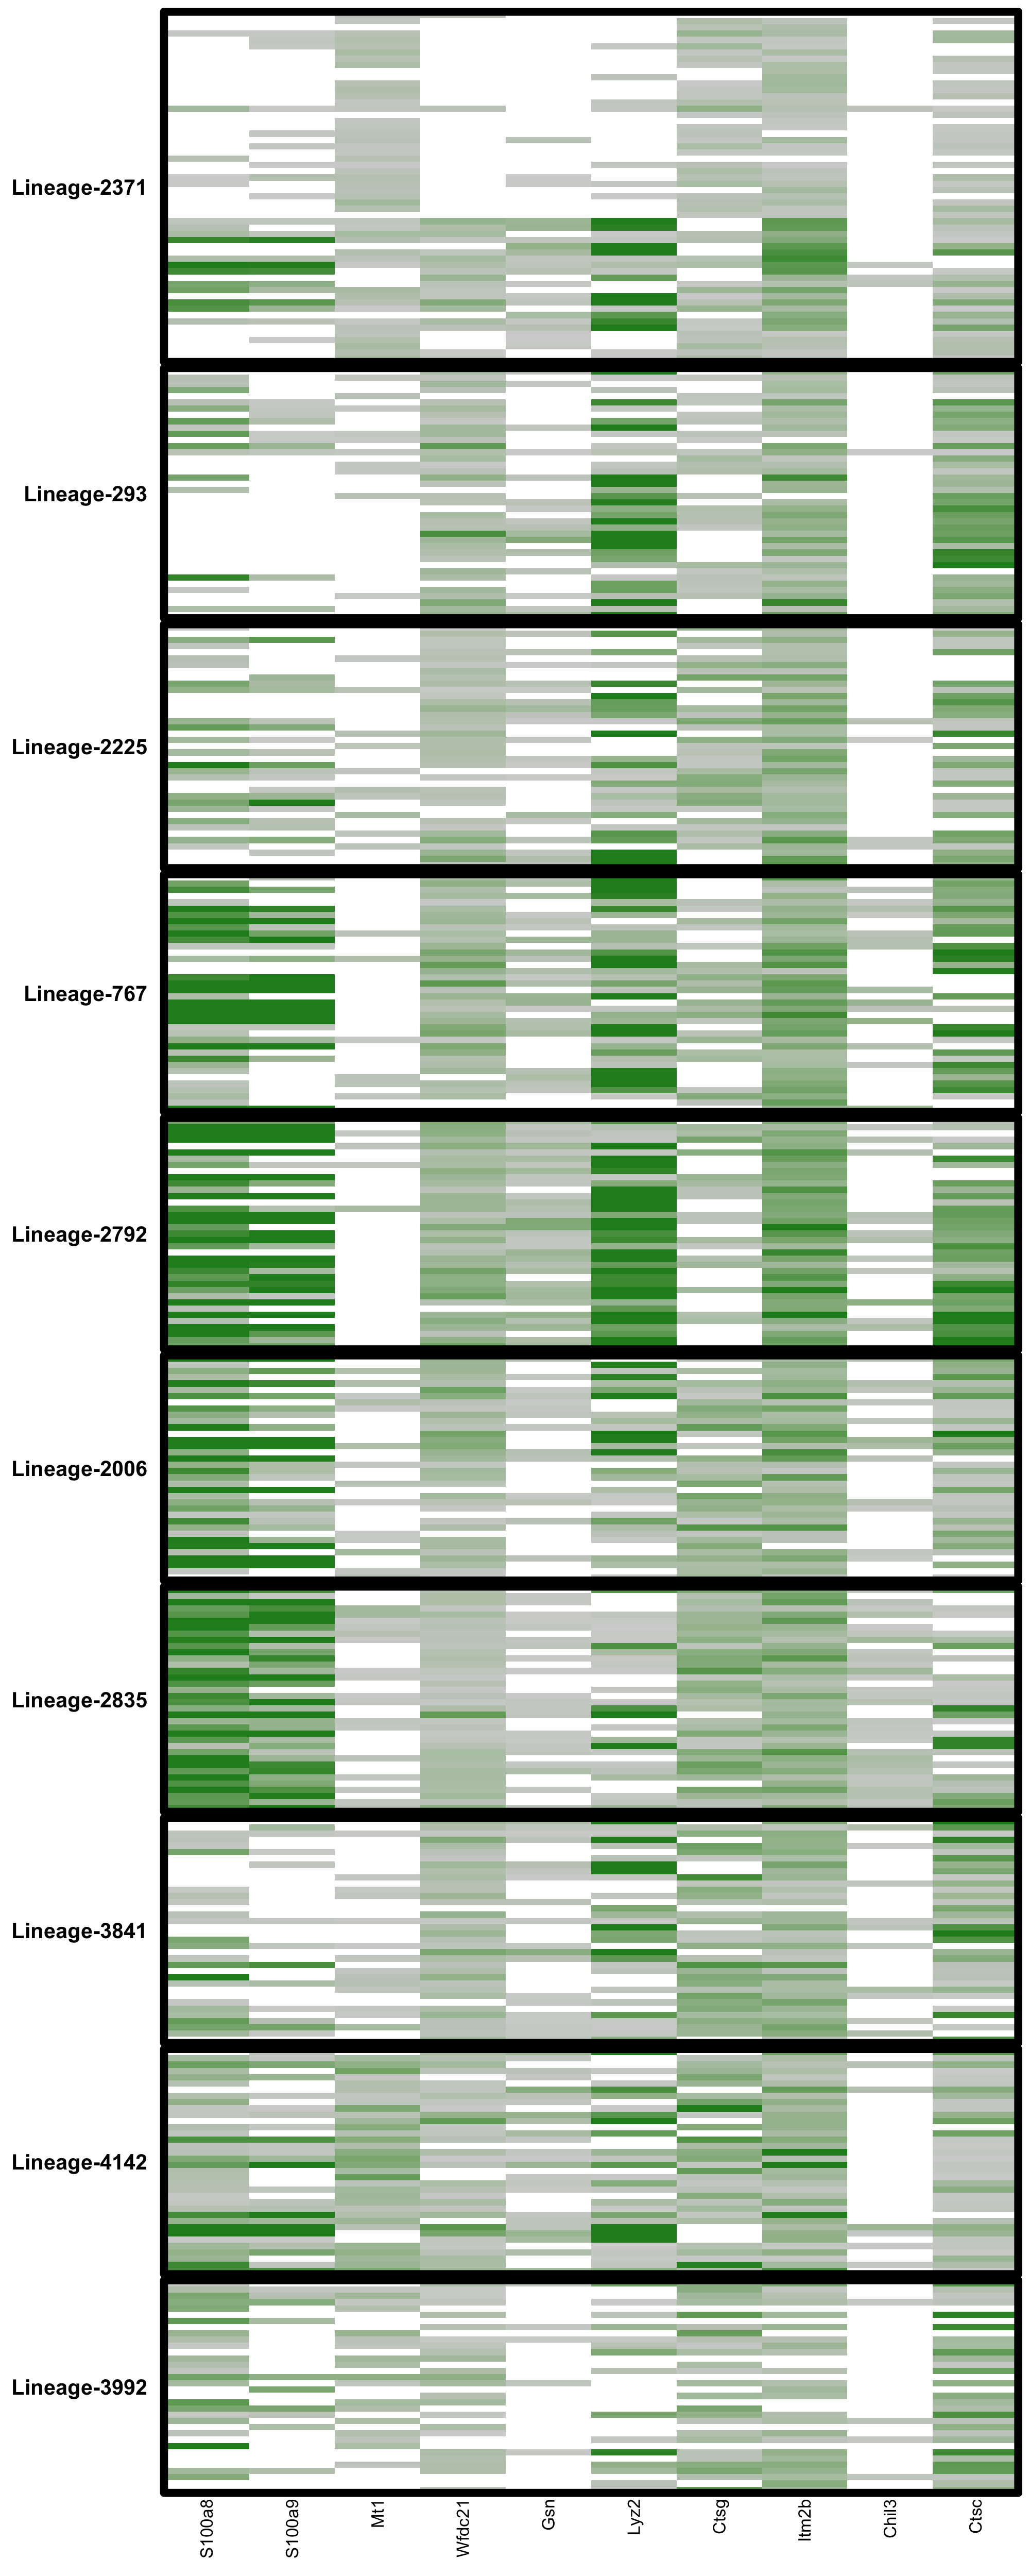 Lineage-2371
Lineage-293
Lineage-2225
Lineage-767
Lineage-2792
Lineage-2006
Lineage-2835
Lineage-3841
Lineage-4142
Lineage-3992
S100a8
S100a9
Mt1
Wfdc21
Gsn
Lyz2
Ctsg
Itm2b
Chil3
Ctsc